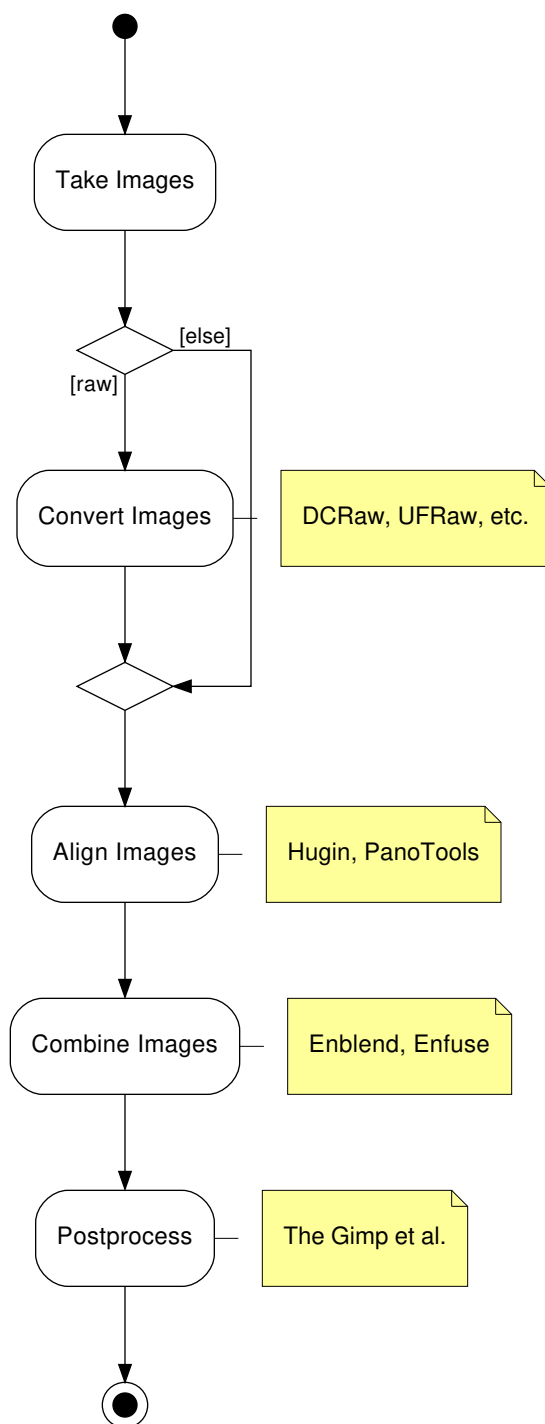 Take Images
[else]
[raw]
Convert Images
DCRaw, UFRaw, etc.
Align Images
Hugin, PanoTools
Combine Images
Enblend, Enfuse
Postprocess
The Gimp et al.